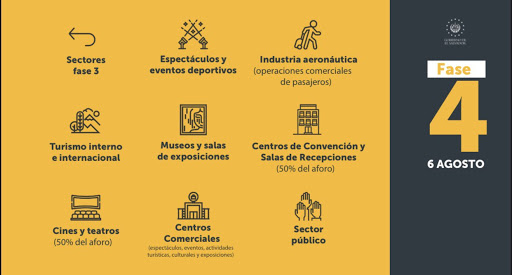 Sectores
fase 3
Espectáculos y
eventos deportivos
Industria aeronáutica
(operaciones comerciales
de pasajeros)
Turismo interno
e internacional
Museos y salas
de exposiciones
Centros de Convención y
Salas de Recepciones
(50% del aforo)
Cines y teatros
(50% del aforo)
Centros
Comerciales
(espectáculos, eventos, actividades
turísticas, culturales y exposiciones)
Sector
público
GOBIERNO DE
EL SALVADOR
Fase
4
6 AGOSTO